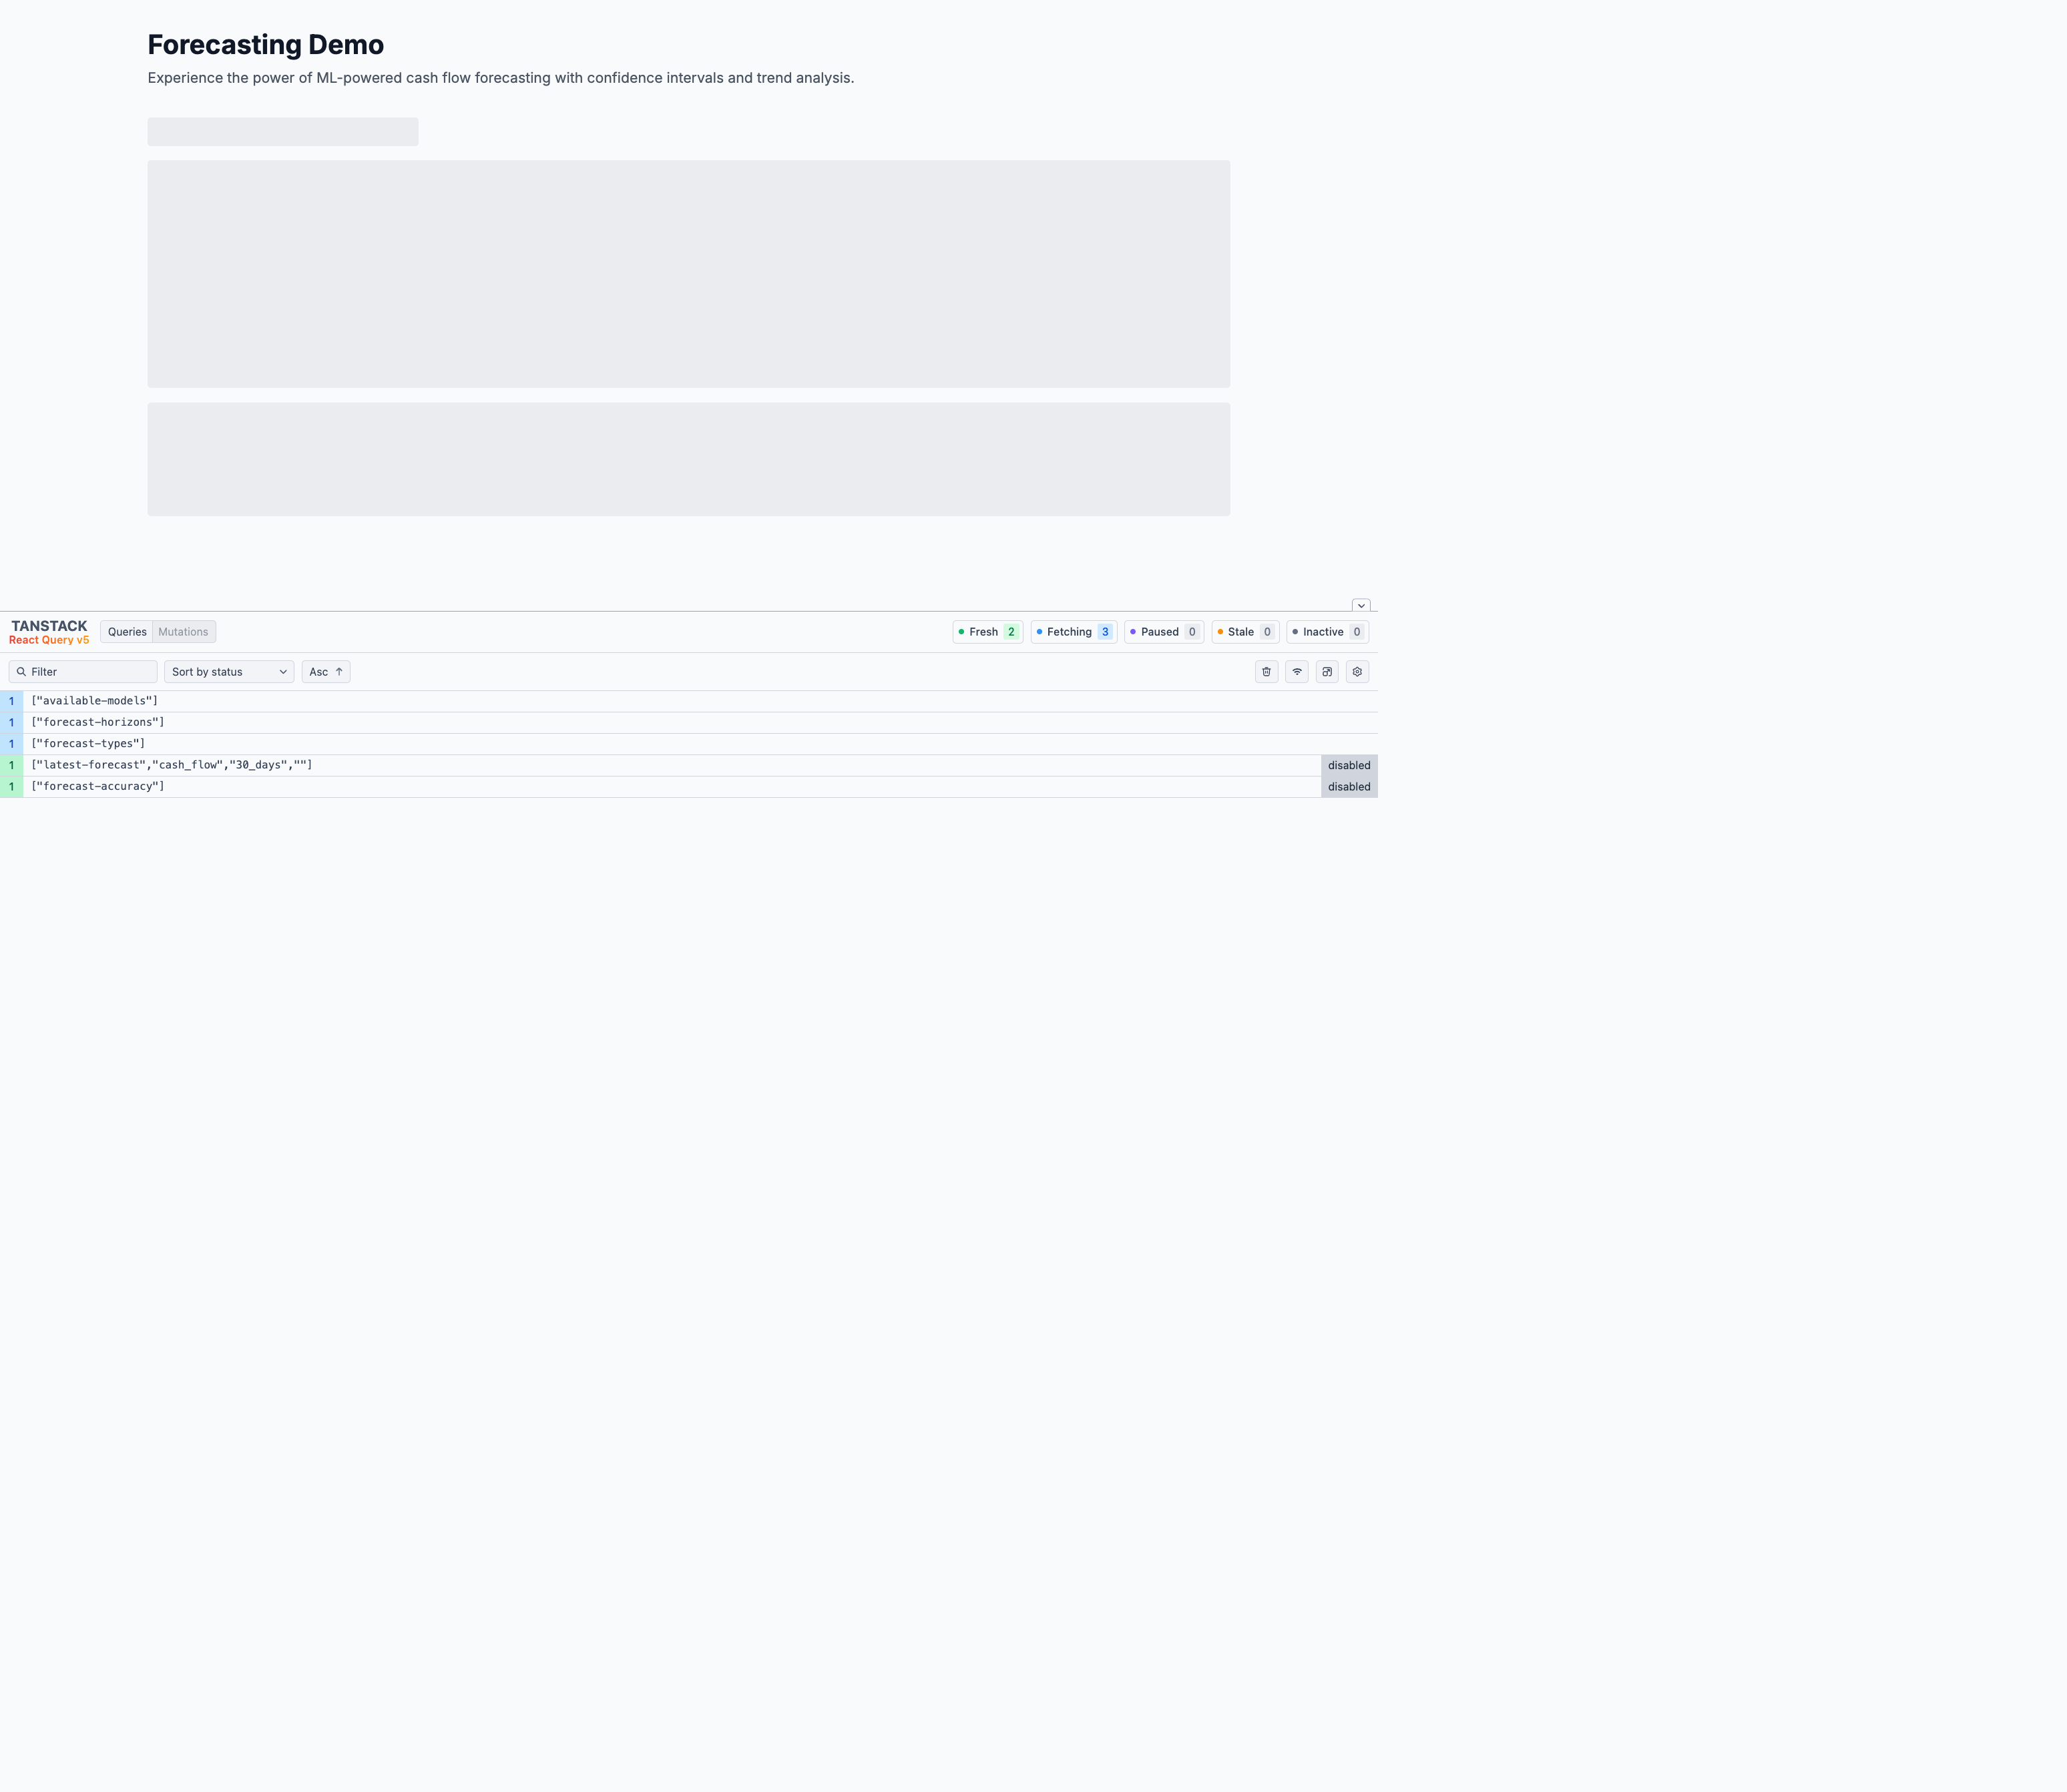 Forecasting Demo
Experience the power of ML-powered cash flow forecasting with confidence intervals and trend analysis.
TANSTACK
React Query v5
Queries Mutations
Fresh 2 Fetching 3 Paused 0 Stale 0 Inactive 0
Filter Sort by status Asc
1 ["available-models"]
1 ["forecast-horizons"]
1 ["forecast-types"]
1 ["latest-forecast","cash_flow","30_days",""] disabled
1 ["forecast-accuracy"] disabled